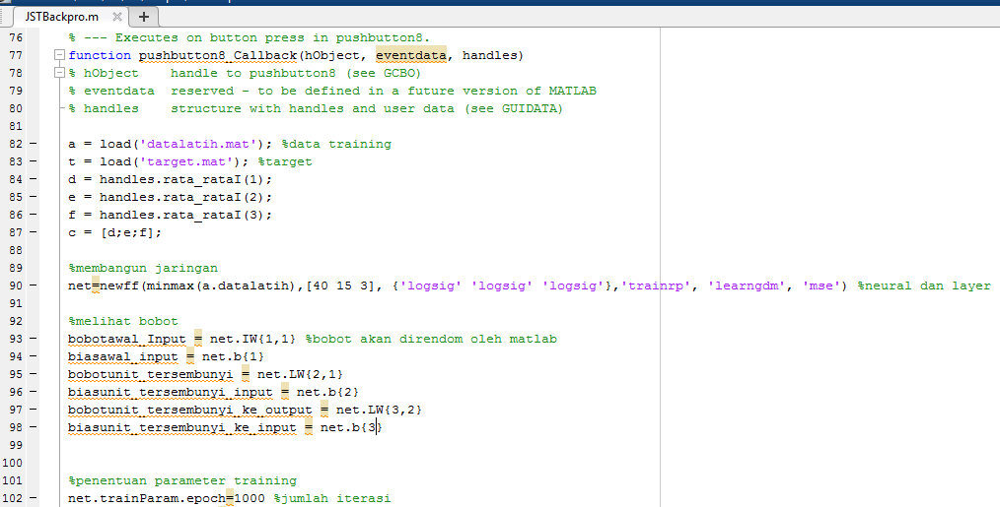 JSTBackpro.m × +
76 % --- Executes on button press in pushbutton8.
77 function pushbutton8_Callback(hObject, eventdata, handles)
78 % hObject    handle to pushbutton8 (see GCBO)
79 % eventdata  reserved - to be defined in a future version of MATLAB
80 % handles    structure with handles and user data (see GUIDATA)
81
82 - a = load('datalatih.mat'); %data training
83 - t = load('target.mat'); %target
84 - d = handles.rata_rataI(1);
85 - e = handles.rata_rataI(2);
86 - f = handles.rata_rataI(3);
87 - c = [d;e;f];
88
89 %membangun jaringan
90 - net=newff(minmax(a.datalatih),[40 15 3], {'logsig' 'logsig' 'logsig'},'trainrp', 'learngdm', 'mse') %neural dan layer
91
92 %melihat bobot
93 - bobotawal_Input = net.IW{1,1} %bobot akan direndom oleh matlab
94 - biasawal_input = net.b{1}
95 - bobotunit_tersembunyi = net.LW{2,1}
96 - biasunit_tersembunyi_input = net.b{2}
97 - bobotunit_tersembunyi_ke_output = net.LW{3,2}
98 - biasunit_tersembunyi_ke_input = net.b{3}
99
100
101 %penentuan parameter training
102 - net.trainParam.epoch=1000 %jumlah iterasi